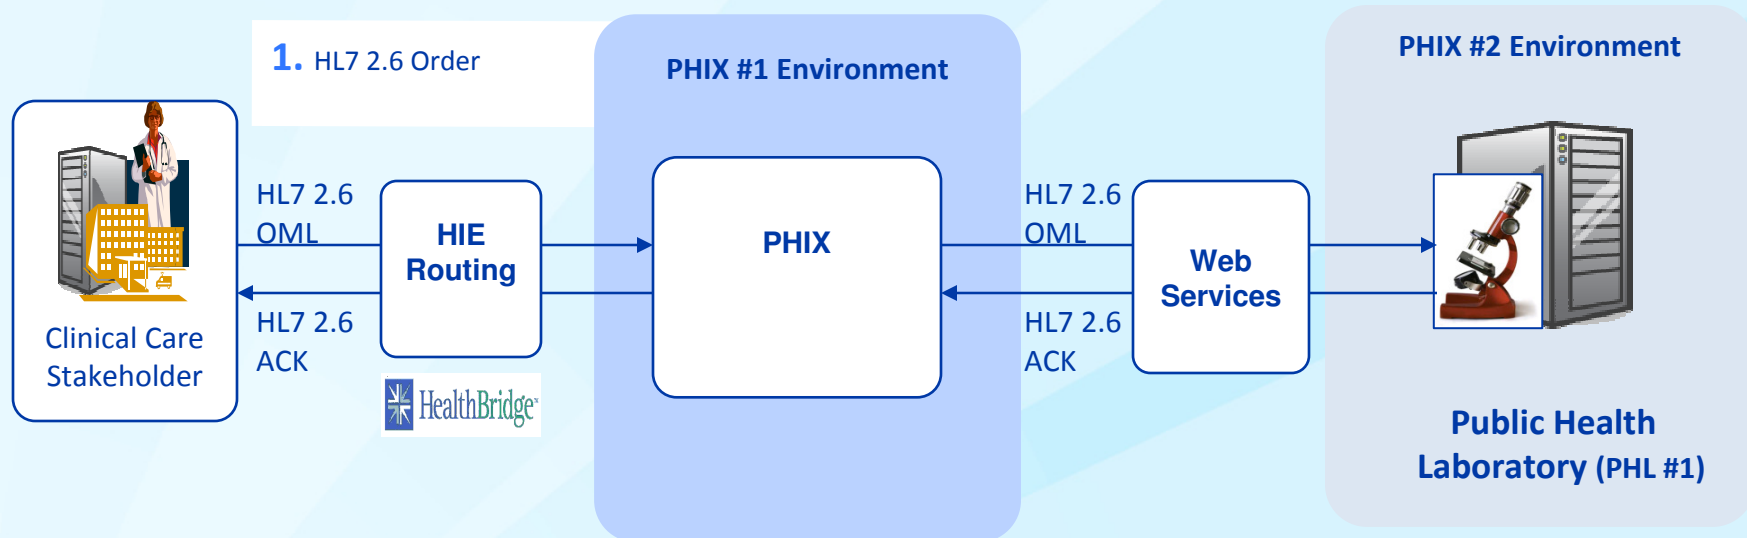 1. HL7 2.6 Order
PHIX #1 Environment
PHIX #2 Environment
HL7 2.6
OML
HIE
Routing
PHIX
HL7 2.6
OML
Web
Services
HL7 2.6
ACK
HL7 2.6
ACK
Clinical Care
Stakeholder
HealthBridge
Public Health
Laboratory (PHL #1)